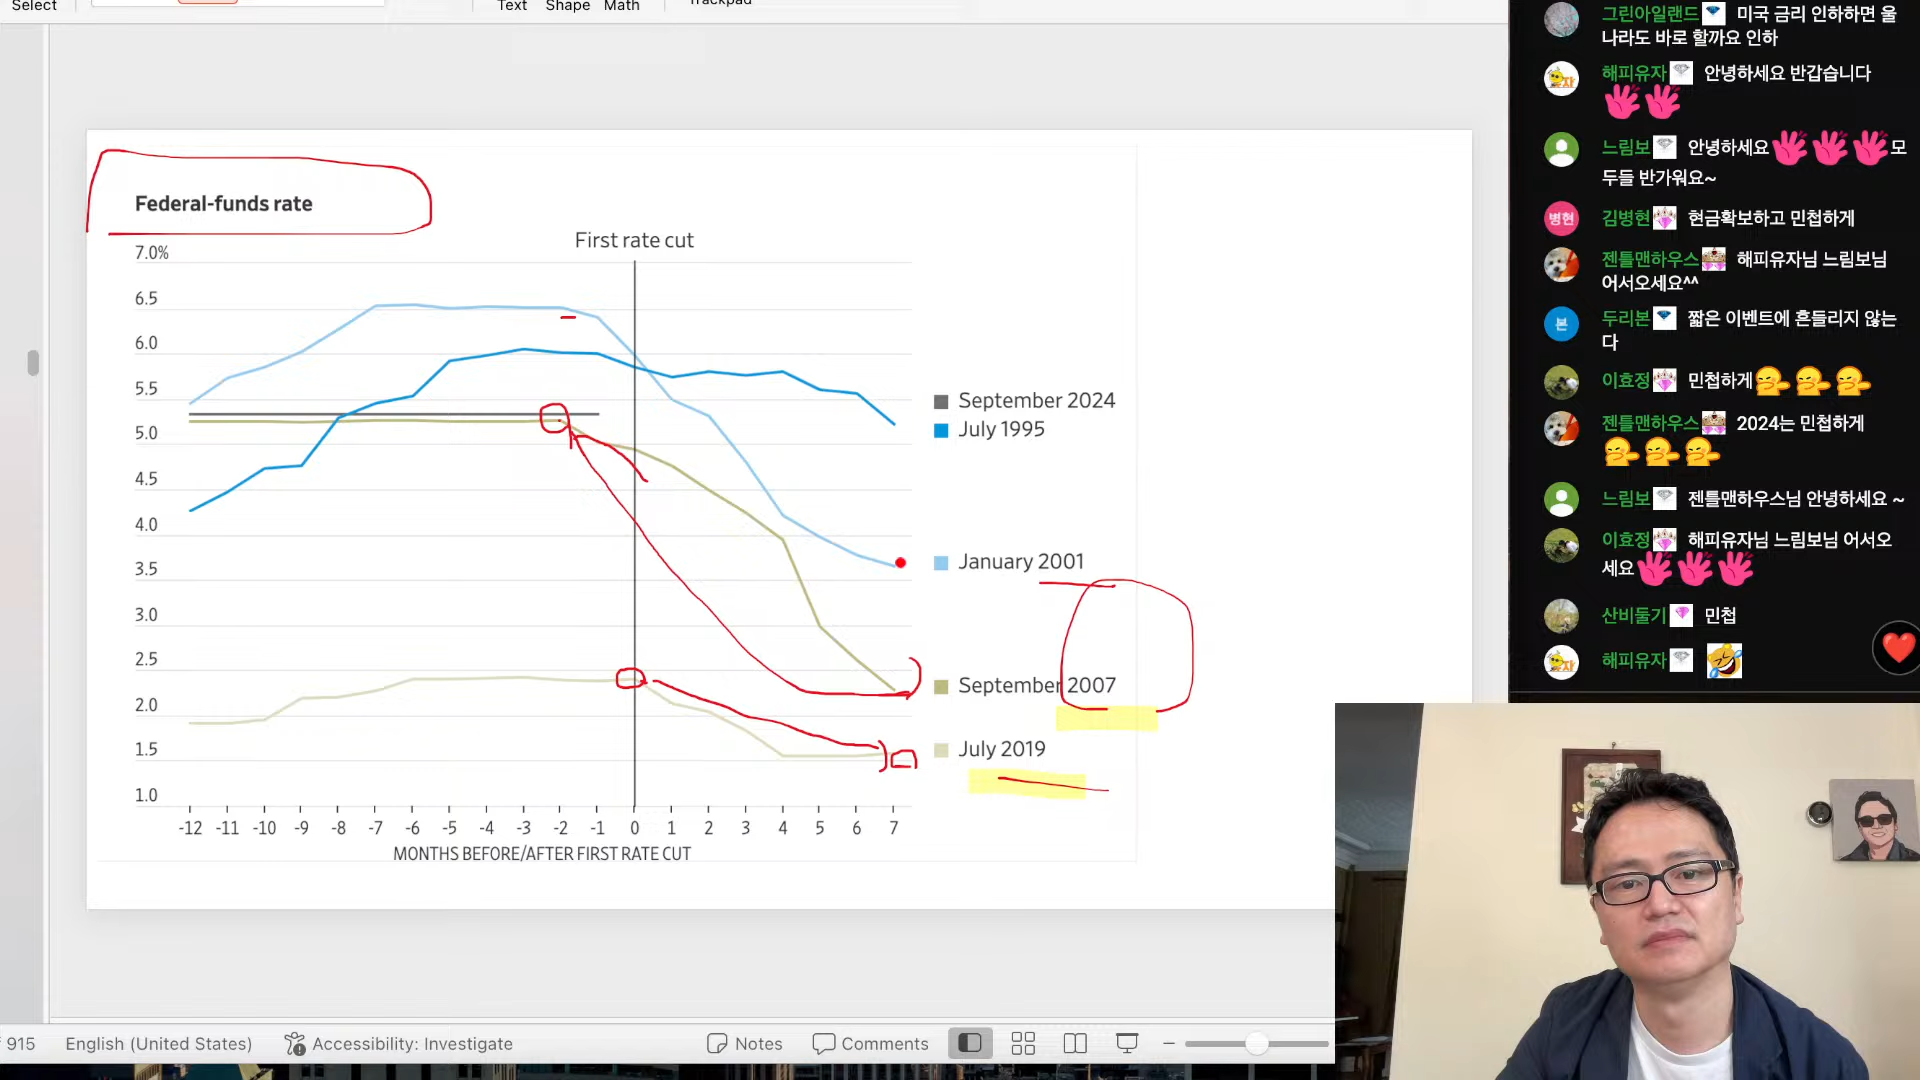 Select
Text Shape Math
Trackpad
Federal-funds rate
First rate cut
7.0%
6.5
6.0
5.5
5.0
4.5
4.0
3.5
3.0
2.5
2.0
1.5
1.0
-12 -11 -10 -9 -8 -7 -6 -5 -4 -3 -2 -1 0 1 2 3 4 5 6 7
MONTHS BEFORE/AFTER FIRST RATE CUT
September 2024
July 1995
January 2001
September 2007
July 2019
915 English (United States) Accessibility: Investigate Notes Comments
그린아일랜드 미국 금리 인하하면 울
나라도 바로 할까요 인하
해피유자 안녕하세요 반갑습니다
느림보 안녕하세요 모
두들 반가워요~
병현 김병현 현금확보하고 민첩하게
젠틀맨하우스 해피유자님 느림보님
어서오세요^^
본 두리본 짧은 이벤트에 흔들리지 않는
다
이효정 민첩하게
젠틀맨하우스 2024는 민첩하게
느림보 젠틀맨하우스님 안녕하세요 ~
이효정 해피유자님 느림보님 어서오
세요
산비둘기 민첩
해피유자